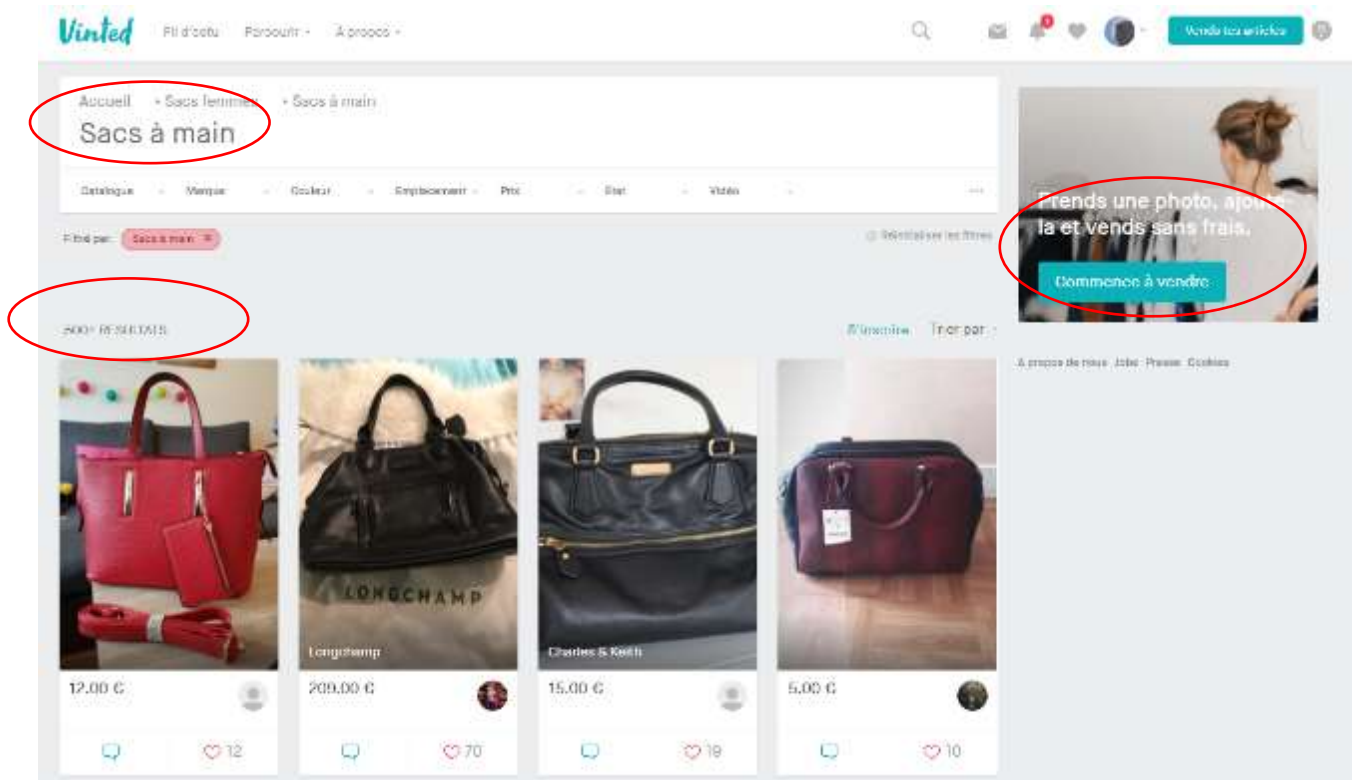 Vinted
Parcourir
A propos
Vends tes articles
Accueil
Sacs femmes
Sacs à main
Sacs à main
Catalogue
Marque
Couleur
Emplacement
Prix
État
Vidéo
Filtré par:
Sacs à main
Réinitialiser les filtres
500+ RÉSULTATS
Trier par
Prends une photo, ajoute-
la et vends sans frais.
Commence à vendre
A propos de nous Jobs Presse Cookies
LONGCHAMP
Longchamp
Charles & Keith
12.00 €
209.00 €
15.00 €
5.00 €
12
70
19
10